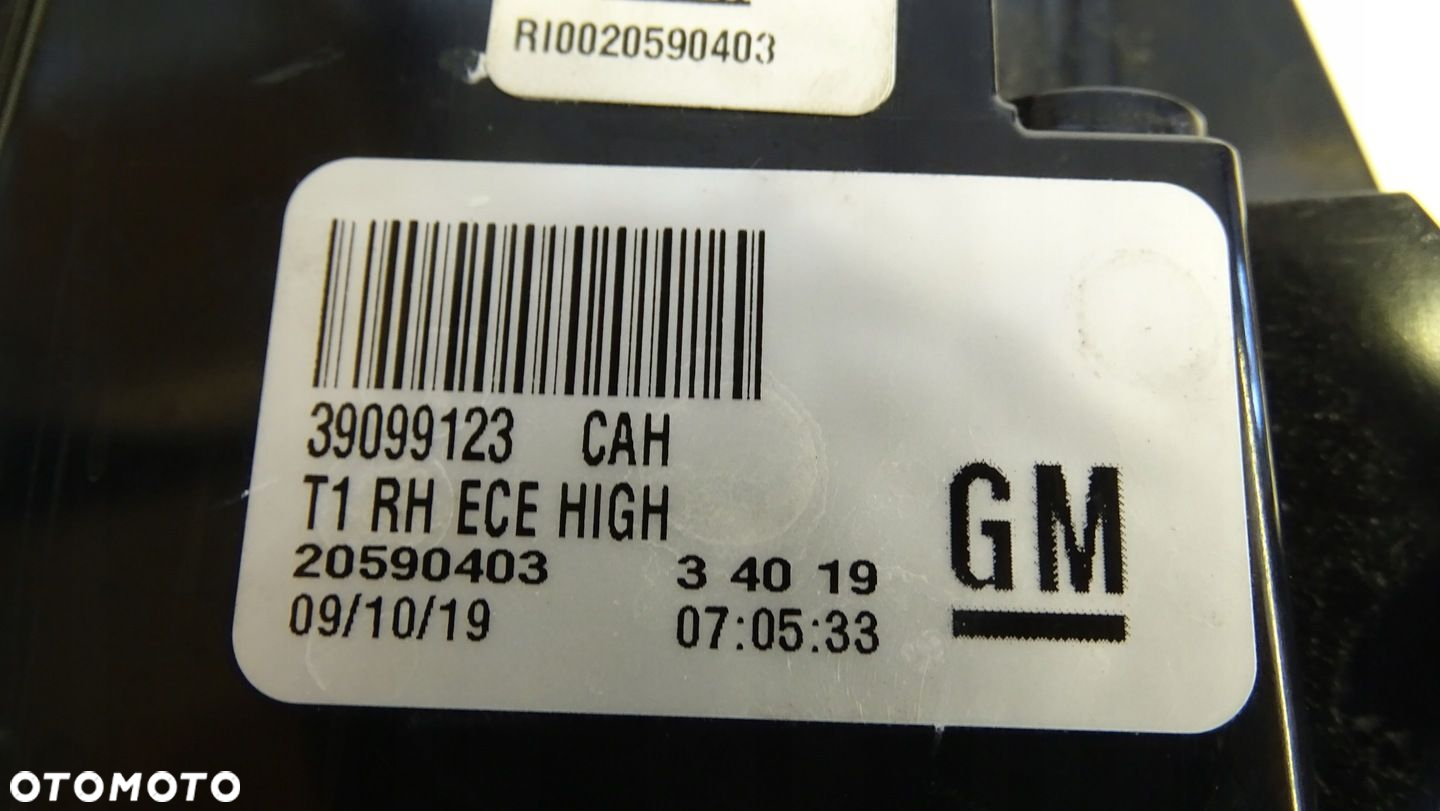 RI0020590403
39099123 CAH
T1 RH ECE HIGH
20590403 3 40 19
09/10/19 07:05:33
GM
OTOMOTO